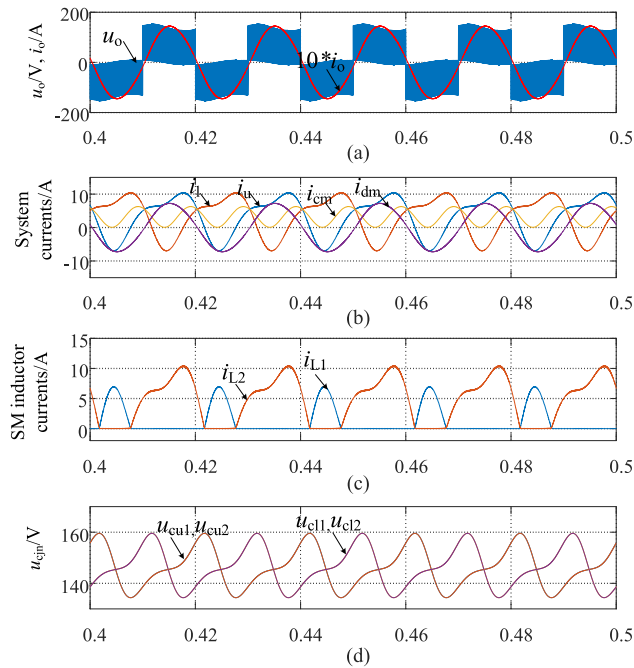 200
0
-200
u_o/V, i_o/A
u_o
10*i_o
0.4 0.42 0.44 0.46 0.48 0.5
(a)
10
0
-10
System currents/A
i_l i_u i_cm i_dm
0.4 0.42 0.44 0.46 0.48 0.5
(b)
15
10
5
0
SM inductor currents/A
i_L2 i_L1
0.4 0.42 0.44 0.46 0.48 0.5
(c)
160
140
u_cjn/V
u_cu1,u_cu2 u_cl1,u_cl2
0.4 0.42 0.44 0.46 0.48 0.5
(d)